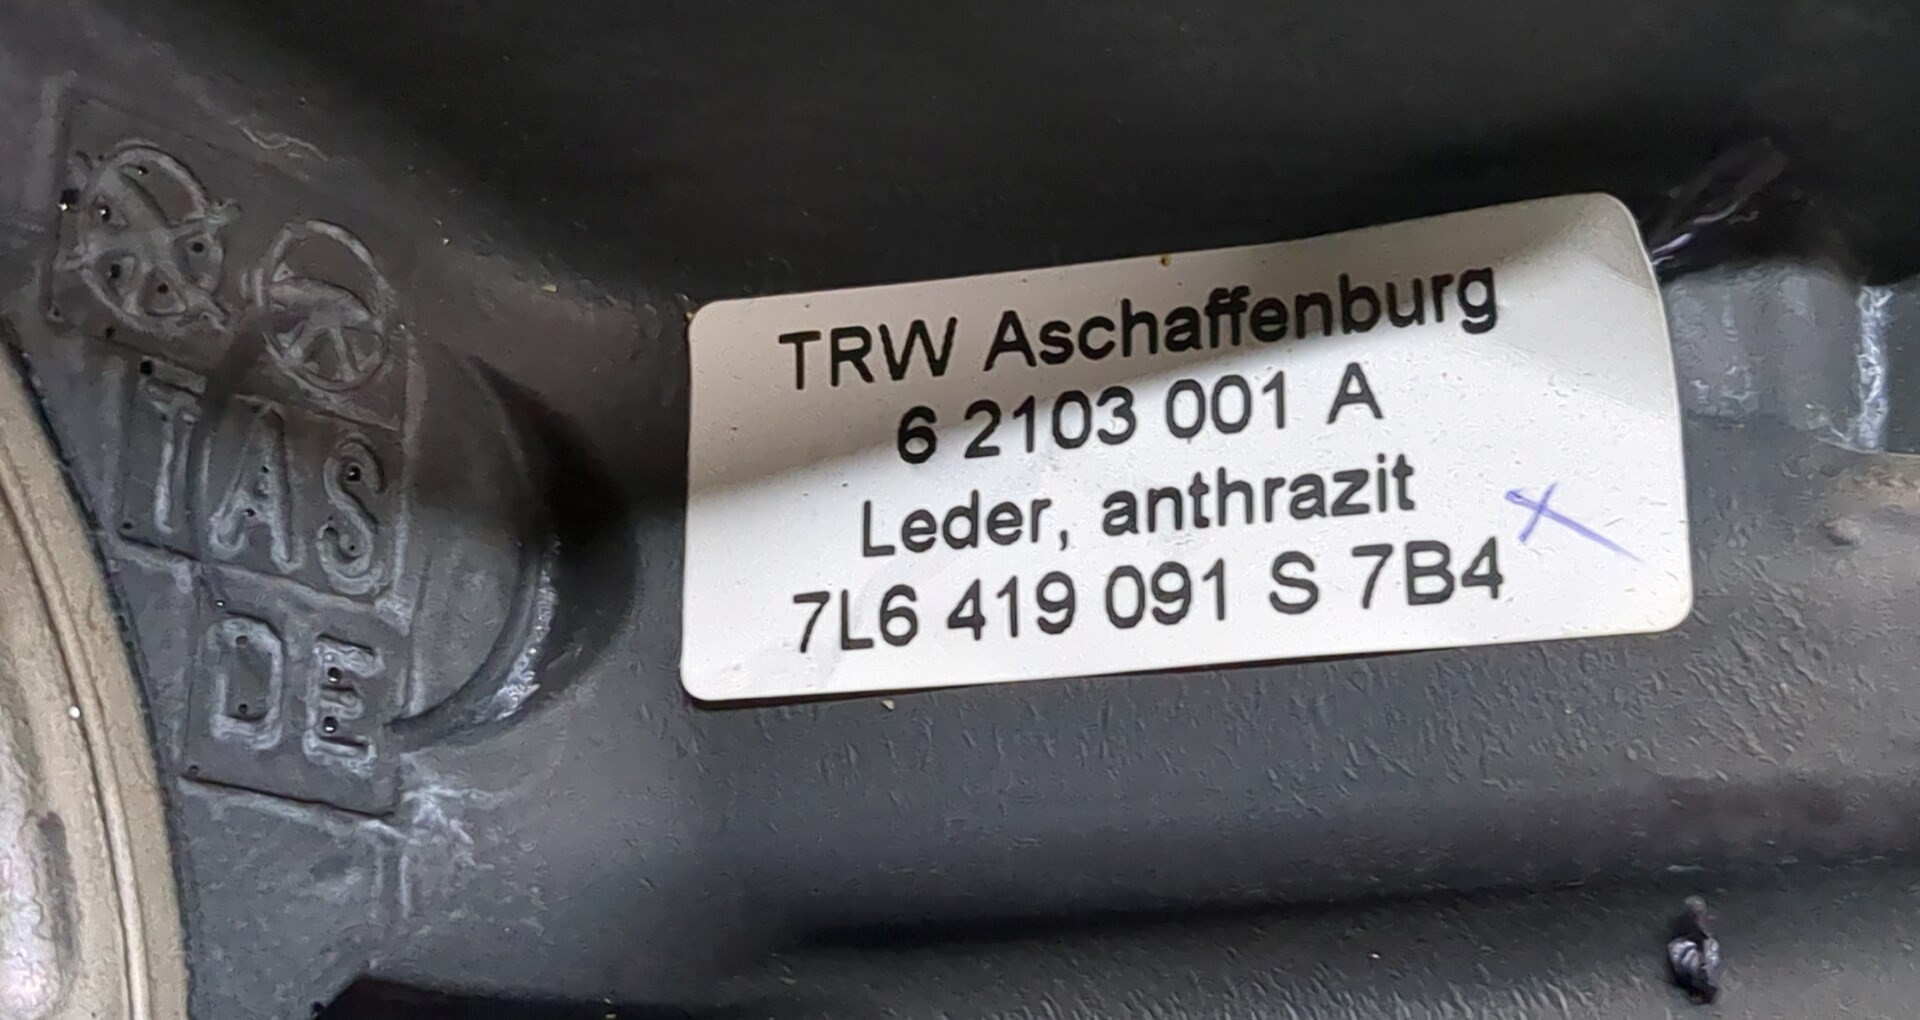 TRW Aschaffenburg
6 2103 001 A
Leder, anthrazit
7L6 419 091 S 7B4
TAS
DE